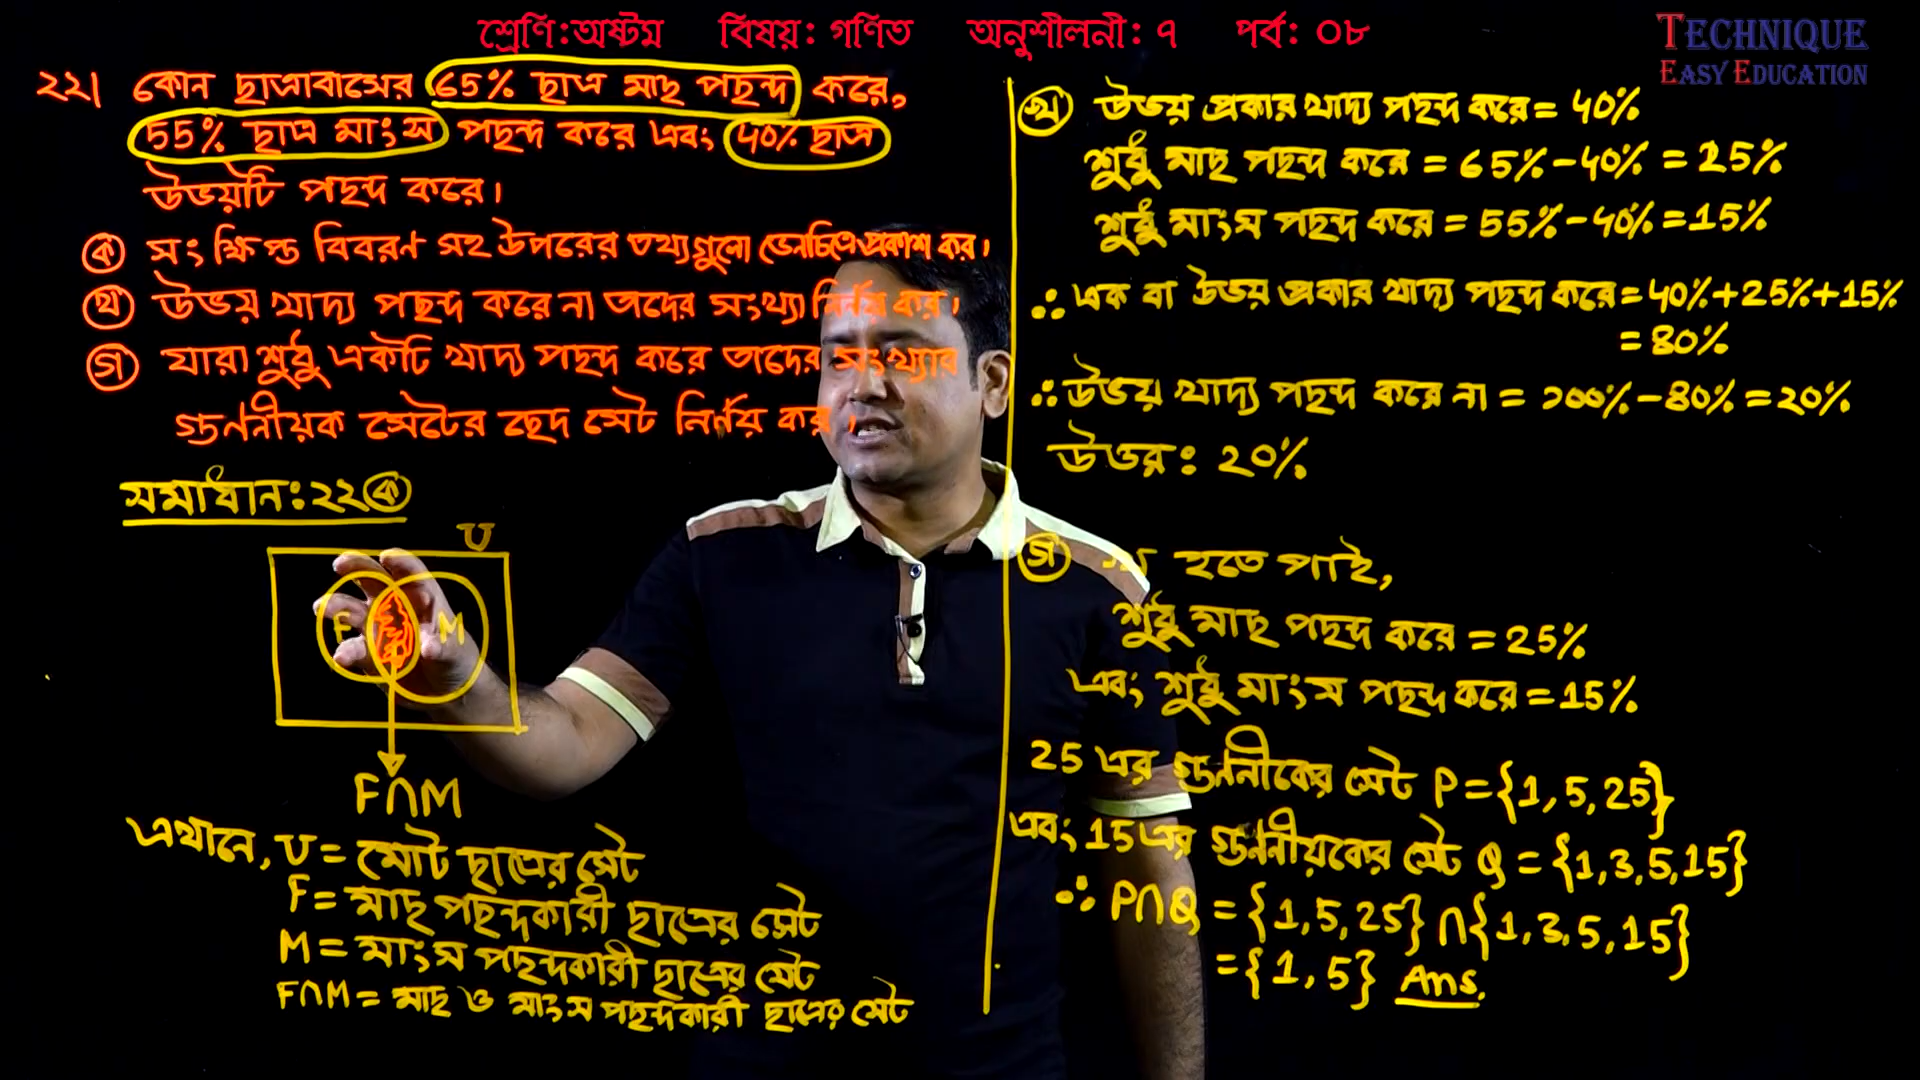 শ্রেণি:অষ্টম বিষয়: গণিত অনুশীলনী: ৭ পর্ব: ০৮
TECHNIQUE
EASY EDUCATION
২২। কোন ছাত্রাবাসের 65% ছাত্র মাছ পছন্দ করে,
55% ছাত্র মাংস পছন্দ করে এবং 40% ছাত্র
উভয়টি পছন্দ করে।
ক সংক্ষিপ্ত বিবরণ সহ উপরের তথ্যগুলো ভেনচিত্রে প্রকাশ কর।
খ উভয় খাদ্য পছন্দ করে না তাদের সংখ্যা নির্ণয় কর।
গ যারা শুধু একটি খাদ্য পছন্দ করে তাদের সংখ্যার
গুণনীয়ক সেটের ছেদ সেট নির্ণয় কর।
সমাধান: ২২ ক
U
F M
F∩M
এখানে, U = মোট ছাত্রের সেট
F = মাছ পছন্দকারী ছাত্রের সেট
M = মাংস পছন্দকারী ছাত্রের সেট
F∩M = মাছ ও মাংস পছন্দকারী ছাত্রের সেট
খ উভয় প্রকার খাদ্য পছন্দ করে = 40%
শুধু মাছ পছন্দ করে = 65% - 40% = 25%
শুধু মাংস পছন্দ করে = 55% - 40% = 15%
∴ এক বা উভয় প্রকার খাদ্য পছন্দ করে = 40% + 25% + 15%
= 80%
∴ উভয় খাদ্য পছন্দ করে না = ১00% - 80% = 20%
উত্তর: 20%
গ হতে পাই,
শুধু মাছ পছন্দ করে = 25%
এবং শুধু মাংস পছন্দ করে = 15%
25 এর গুণনীকের সেট P = {1, 5, 25}
এবং 15 এর গুণনীয়কের সেট Q = {1, 3, 5, 15}
∴ P∩Q = {1, 5, 25} ∩ {1, 3, 5, 15}
= {1, 5} Ans.